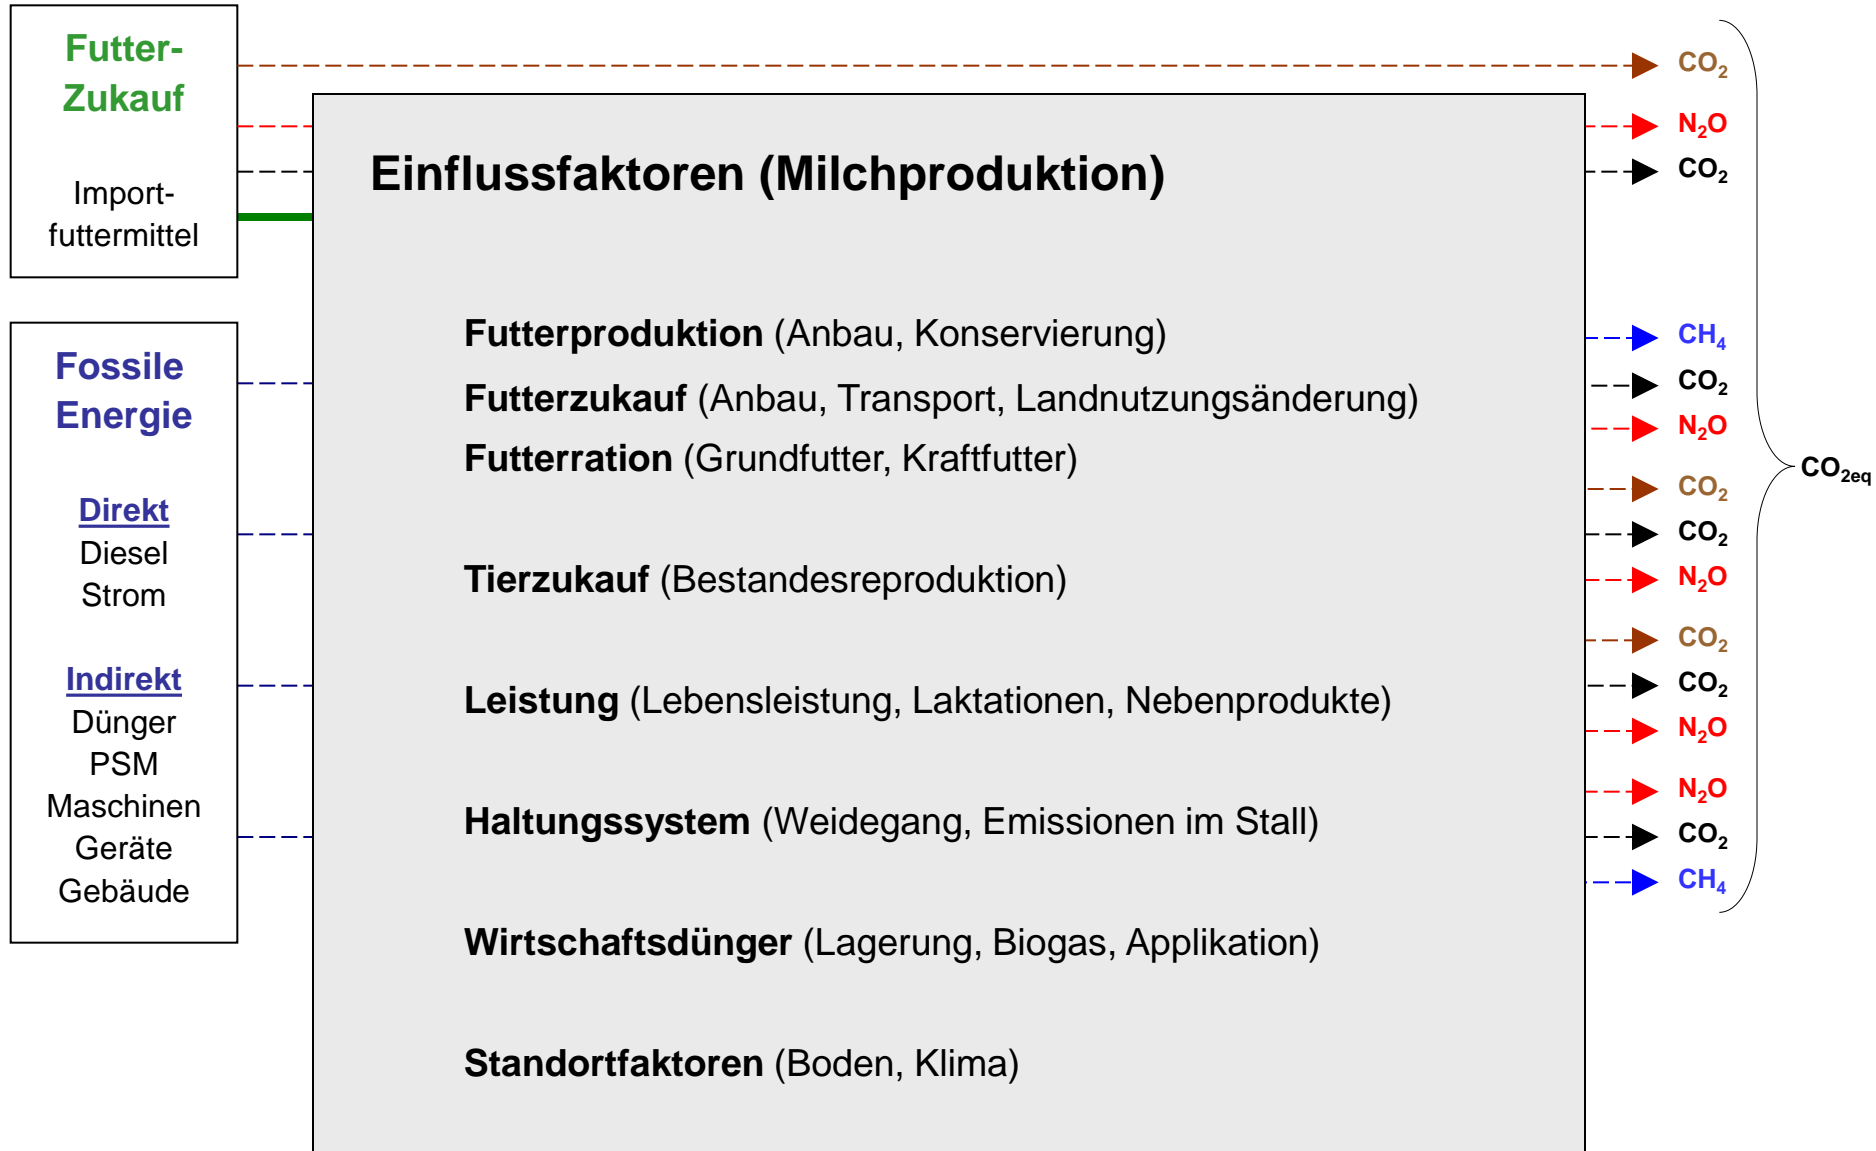 Futter-
Zukauf
Import-
futtermittel
Fossile
Energie
Direkt
Diesel
Strom
Indirekt
Dünger
PSM
Maschinen
Geräte
Gebäude
Einflussfaktoren (Milchproduktion)
Futterproduktion (Anbau, Konservierung)
Futterzukauf (Anbau, Transport, Landnutzungsänderung)
Futterration (Grundfutter, Kraftfutter)
Tierzukauf (Bestandesreproduktion)
Leistung (Lebensleistung, Laktationen, Nebenprodukte)
Haltungssystem (Weidegang, Emissionen im Stall)
Wirtschaftsdünger (Lagerung, Biogas, Applikation)
Standortfaktoren (Boden, Klima)
CO₂
N₂O
CO₂
CH₄
CO₂
N₂O
CO₂
CO₂
N₂O
CO₂
CO₂
N₂O
N₂O
CO₂
CH₄
CO2eq